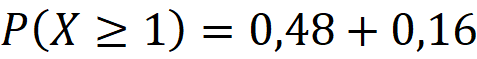 P(X ≥ 1) = 0,48 + 0,16